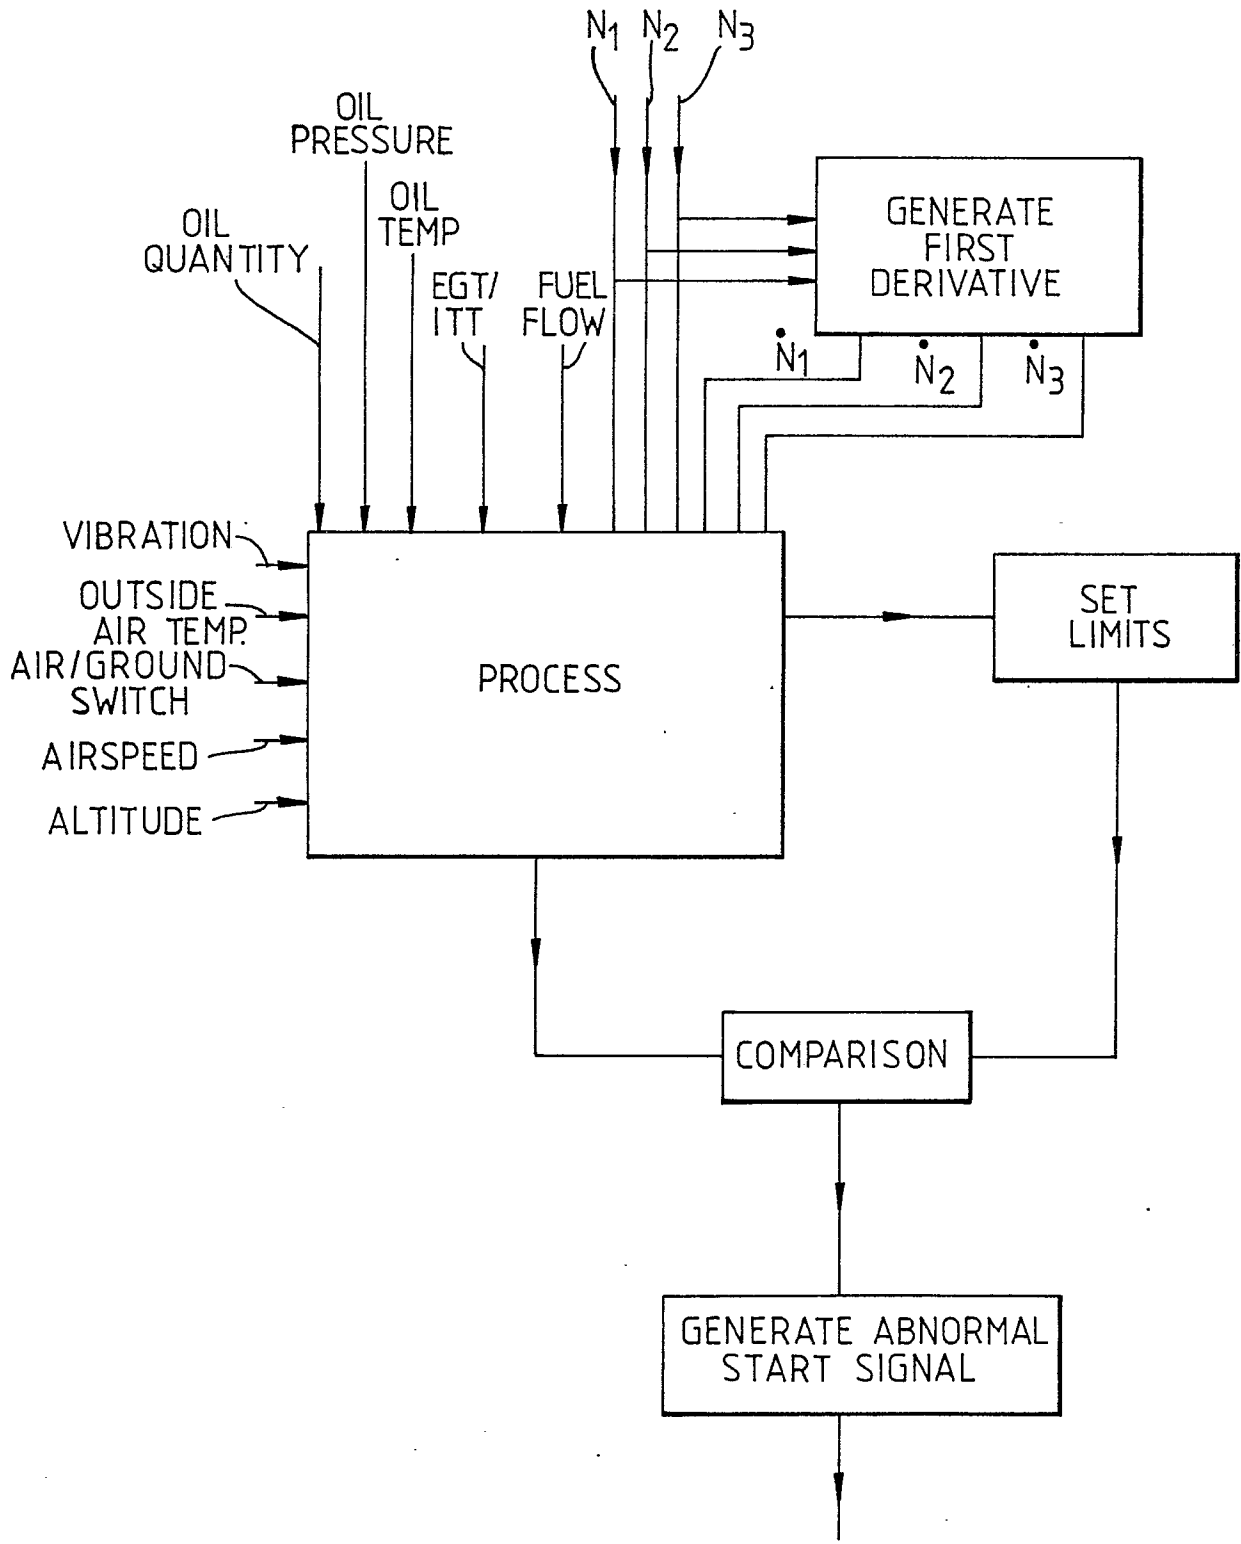 N1 N2 N3
OIL
PRESSURE
OIL
TEMP
OIL
QUANTITY
EGT/
ITT
FUEL
FLOW
GENERATE
FIRST
DERIVATIVE
Ṅ1
Ṅ2
Ṅ3
VIBRATION
OUTSIDE
AIR TEMP.
AIR/GROUND
SWITCH
AIRSPEED
ALTITUDE
PROCESS
SET
LIMITS
COMPARISON
GENERATE ABNORMAL
START SIGNAL